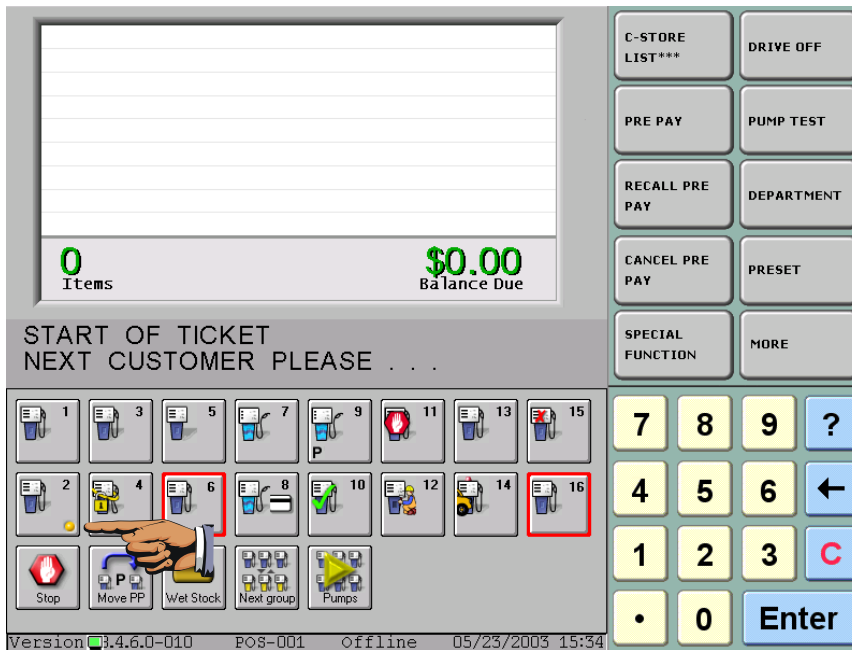 0
Items
$0.00
Balance Due
START OF TICKET
NEXT CUSTOMER PLEASE . . .
C-STORE
LIST***
DRIVE OFF
PRE PAY
PUMP TEST
RECALL PRE
PAY
DEPARTMENT
CANCEL PRE
PAY
PRESET
SPECIAL
FUNCTION
MORE
1 3 5 7 9 11 13 15
P
2 4 6 8 10 12 14 16
P
Stop Move PP Wet Stock Next group Pumps
7 8 9 ?
4 5 6 ←
1 2 3 C
• 0 Enter
Version 3.4.6.0-010 POS-001 Offline 05/23/2003 15:34